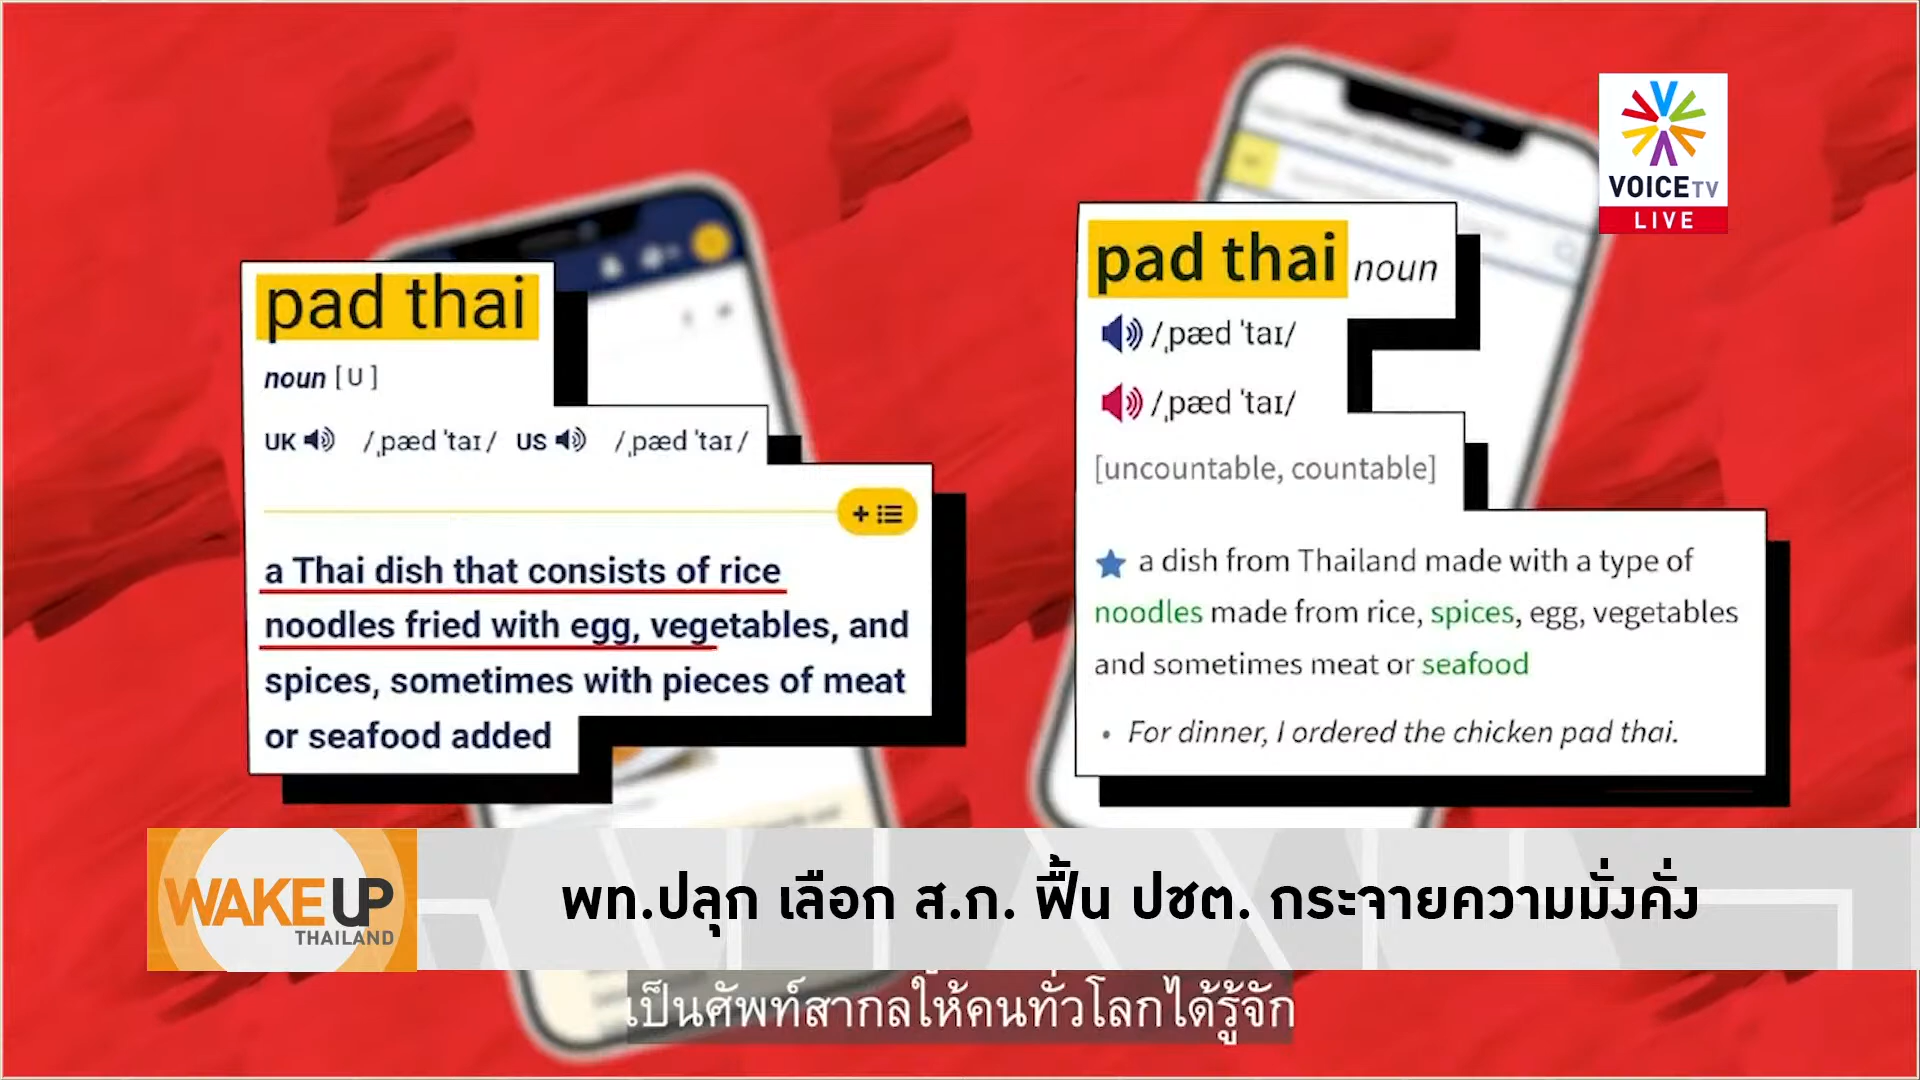 VOICE TV
LIVE
pad thai
noun [ U ]
UK /ˌpæd ˈtaɪ/ US /ˌpæd ˈtaɪ/
a Thai dish that consists of rice
noodles fried with egg, vegetables, and
spices, sometimes with pieces of meat
or seafood added
pad thai noun
/ˌpæd ˈtaɪ/
/ˌpæd ˈtaɪ/
[uncountable, countable]
a dish from Thailand made with a type of
noodles made from rice, spices, egg, vegetables
and sometimes meat or seafood
• For dinner, I ordered the chicken pad thai.
WAKE UP
THAILAND
พท.ปลุก เลือก ส.ก. ฟื้น ปชต. กระจายความมั่งคั่ง
เป็นศัพท์สากลให้คนทั่วโลกได้รู้จัก